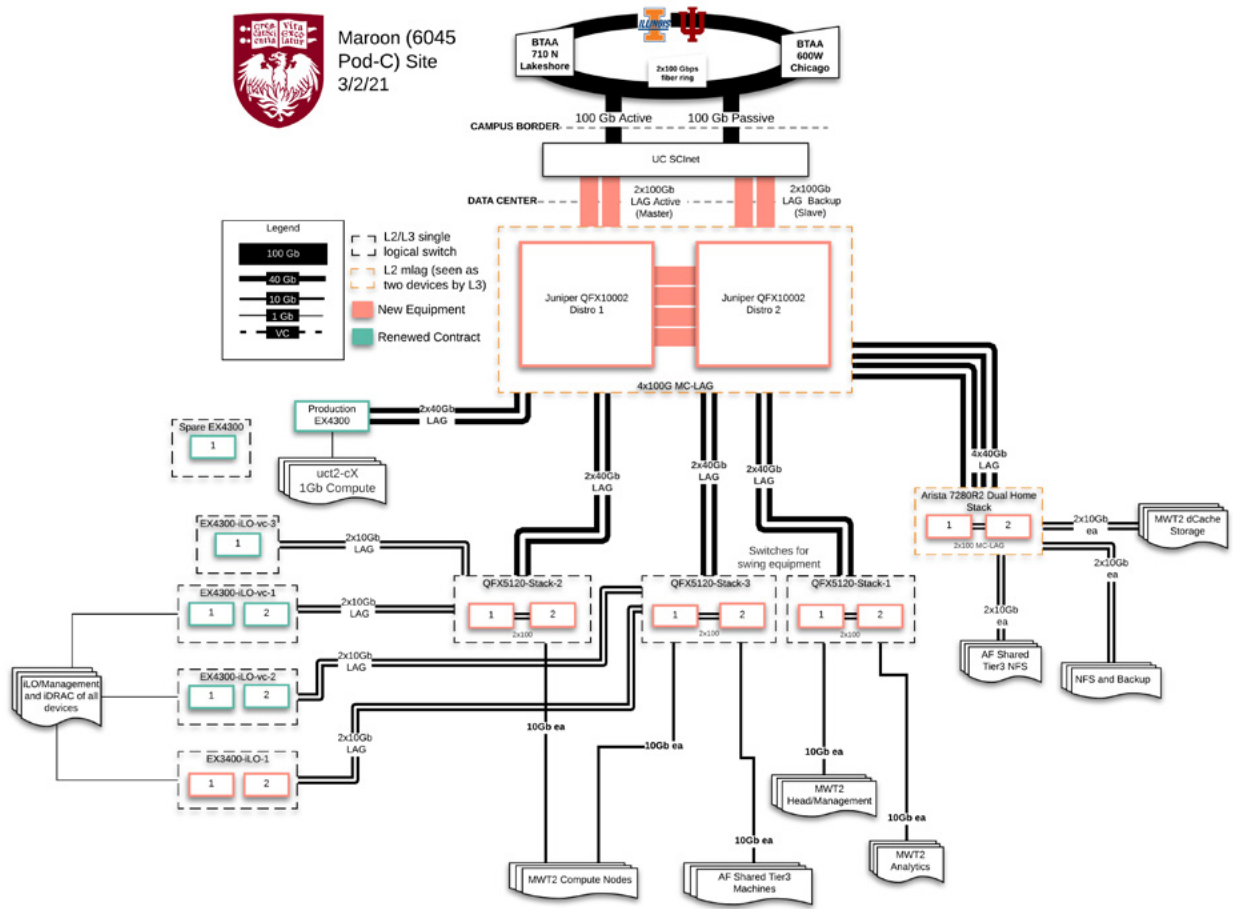 Maroon (6045
Pod-C) Site
3/2/21
ILLINOIS
BTAA
710 N
Lakeshore
2x100 Gbps
fiber ring
BTAA
600W
Chicago
100 Gb Active
100 Gb Passive
CAMPUS BORDER
UC SCInet
DATA CENTER
2x100Gb
LAG Active
(Master)
2x100Gb
LAG Backup
(Slave)
Legend
100 Gb
40 Gb
10 Gb
1 Gb
VC
L2/L3 single
logical switch
L2 mlag (seen as
two devices by L3)
New Equipment
Renewed Contract
Juniper QFX10002
Distro 1
Juniper QFX10002
Distro 2
4x100G MC-LAG
Production
EX4300
2x40Gb
LAG
Spare EX4300
1
uct2-cX
1Gb Compute
2x40Gb
LAG
2x40Gb
LAG
2x40Gb
LAG
4x40Gb
LAG
Arista 7280R2 Dual Home
Stack
1
2
2x100 MC-LAG
2x10Gb
ea
MWT2 dCache
Storage
2x10Gb
ea
2x10Gb
ea
AF Shared
Tier3 NFS
NFS and Backup
EX4300-iLO-vc-3
1
2x10Gb
LAG
Switches for
swing equipment
QFX5120-Stack-2
1
2
2x100
QFX5120-Stack-3
1
2
2x100
QFX5120-Stack-1
1
2
2x100
EX4300-iLO-vc-1
1
2
2x10Gb
LAG
EX4300-iLO-vc-2
1
2
2x10Gb
LAG
iLO/Management
and iDRAC of all
devices
EX3400-iLO-1
1
2
2x10Gb
LAG
10Gb ea
10Gb ea
10Gb ea
MWT2
Head/Management
10Gb ea
10Gb ea
MWT2 Compute Nodes
AF Shared Tier3
Machines
MWT2
Analytics